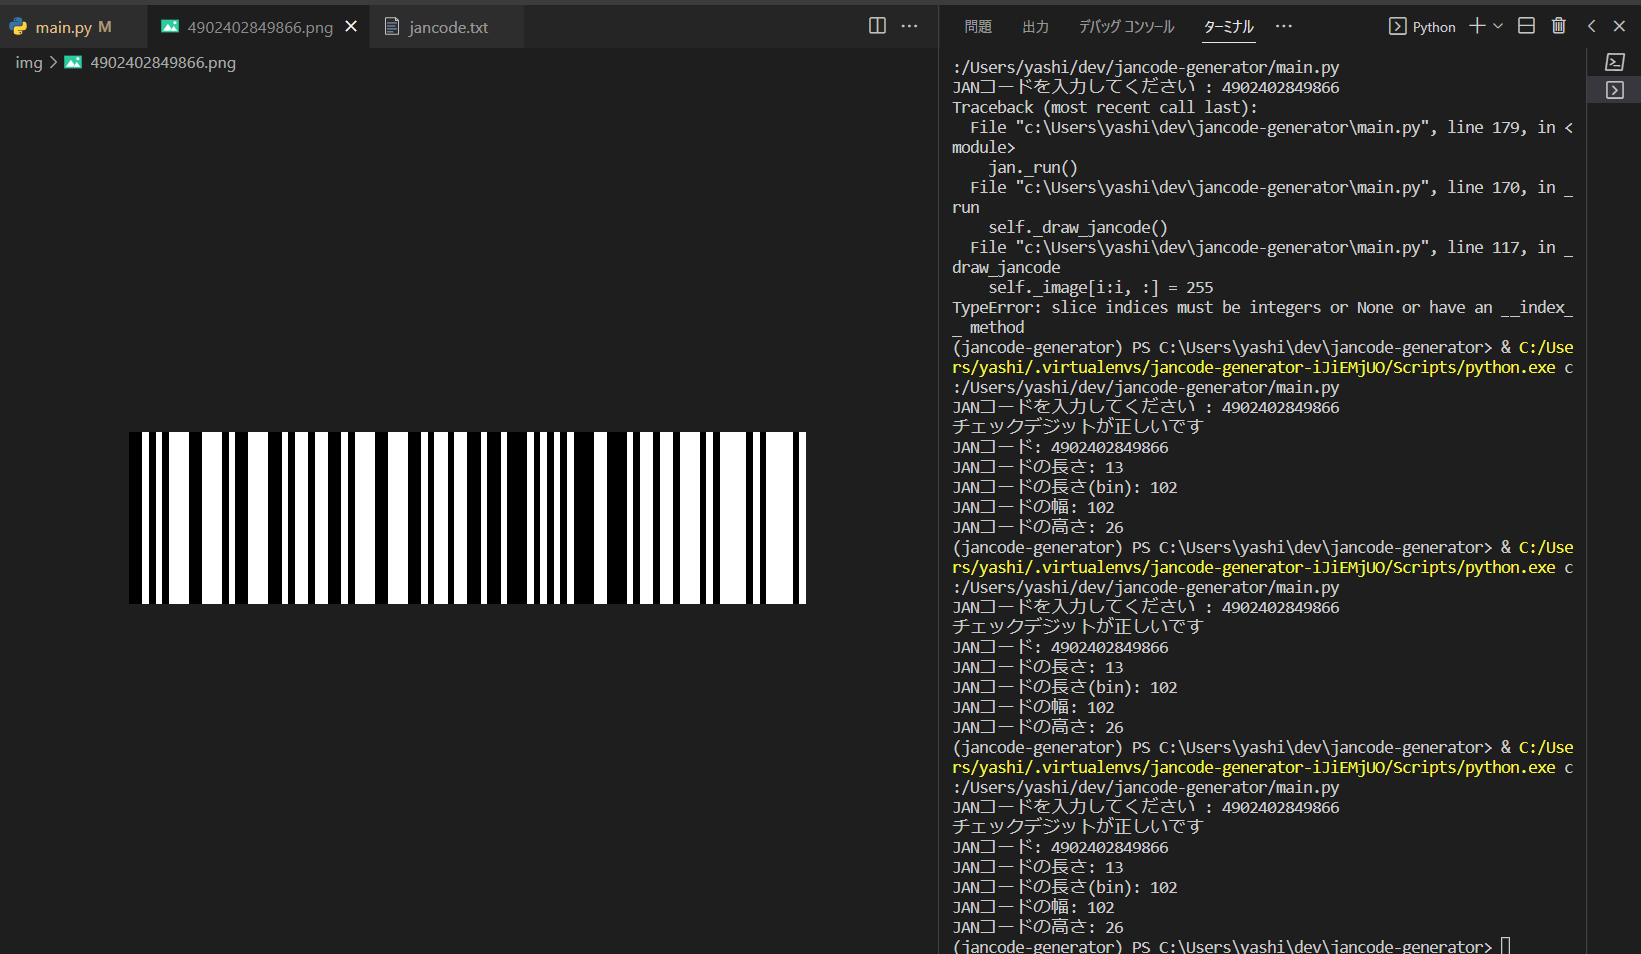 main.py M
4902402849866.png
jancode.txt
img > 4902402849866.png
問題
出力
デバッグ コンソール
ターミナル
Python
:/Users/yashi/dev/jancode-generator/main.py
JANコードを入力してください : 4902402849866
Traceback (most recent call last):
File "c:\Users\yashi\dev\jancode-generator\main.py", line 179, in <
module>
jan._run()
File "c:\Users\yashi\dev\jancode-generator\main.py", line 170, in _
run
self._draw_jancode()
File "c:\Users\yashi\dev\jancode-generator\main.py", line 117, in _
draw_jancode
self._image[i:i, :] = 255
TypeError: slice indices must be integers or None or have an __index_
_ method
(jancode-generator) PS C:\Users\yashi\dev\jancode-generator> & C:/Use
rs/yashi/.virtualenvs/jancode-generator-iJiEMjUO/Scripts/python.exe c
:/Users/yashi/dev/jancode-generator/main.py
JANコードを入力してください : 4902402849866
チェックデジットが正しいです
JANコード: 4902402849866
JANコードの長さ: 13
JANコードの長さ(bin): 102
JANコードの幅: 102
JANコードの高さ: 26
(jancode-generator) PS C:\Users\yashi\dev\jancode-generator> & C:/Use
rs/yashi/.virtualenvs/jancode-generator-iJiEMjUO/Scripts/python.exe c
:/Users/yashi/dev/jancode-generator/main.py
JANコードを入力してください : 4902402849866
チェックデジットが正しいです
JANコード: 4902402849866
JANコードの長さ: 13
JANコードの長さ(bin): 102
JANコードの幅: 102
JANコードの高さ: 26
(jancode-generator) PS C:\Users\yashi\dev\jancode-generator> & C:/Use
rs/yashi/.virtualenvs/jancode-generator-iJiEMjUO/Scripts/python.exe c
:/Users/yashi/dev/jancode-generator/main.py
JANコードを入力してください : 4902402849866
チェックデジットが正しいです
JANコード: 4902402849866
JANコードの長さ: 13
JANコードの長さ(bin): 102
JANコードの幅: 102
JANコードの高さ: 26
(jancode-generator) PS C:\Users\yashi\dev\jancode-generator>